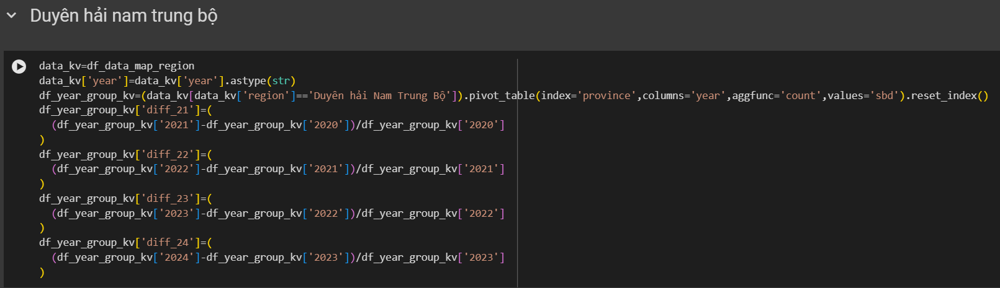 Duyên hải nam trung bộ
data_kv=df_data_map_region
data_kv['year']=data_kv['year'].astype(str)
df_year_group_kv=(data_kv[data_kv['region']=='Duyên hải Nam Trung Bộ']).pivot_table(index='province',columns='year',aggfunc='count',values='sbd').reset_index()
df_year_group_kv['diff_21']=(
(df_year_group_kv['2021']-df_year_group_kv['2020'])/df_year_group_kv['2020']
)
df_year_group_kv['diff_22']=(
(df_year_group_kv['2022']-df_year_group_kv['2021'])/df_year_group_kv['2021']
)
df_year_group_kv['diff_23']=(
(df_year_group_kv['2023']-df_year_group_kv['2022'])/df_year_group_kv['2022']
)
df_year_group_kv['diff_24']=(
(df_year_group_kv['2024']-df_year_group_kv['2023'])/df_year_group_kv['2023']
)